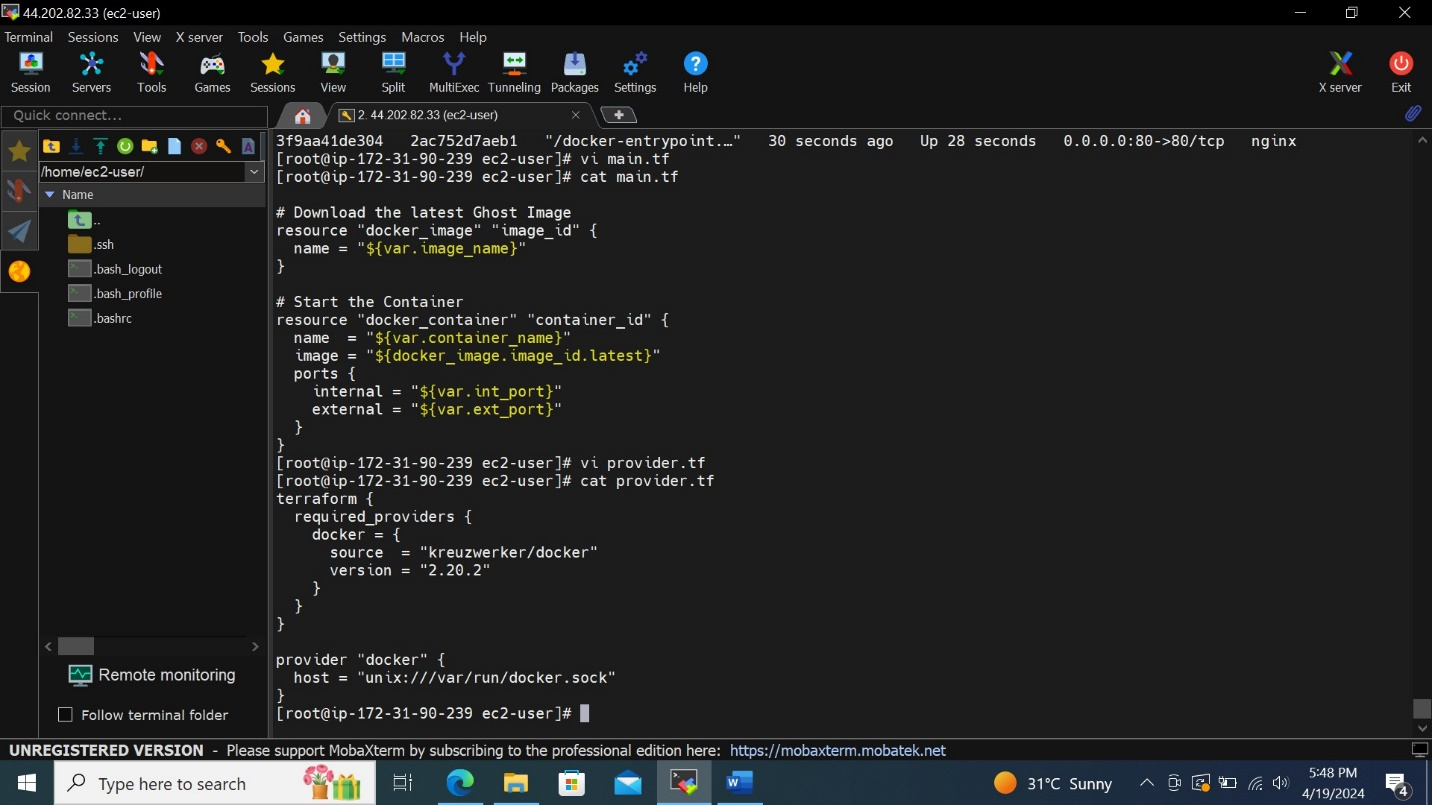 44.202.82.33 (ec2-user)
Terminal Sessions View X server Tools Games Settings Macros Help
Session Servers Tools Games Sessions View Split MultiExec Tunneling Packages Settings Help X server Exit
Quick connect...
2. 44.202.82.33 (ec2-user)
/home/ec2-user/
Name
..
.ssh
.bash_logout
.bash_profile
.bashrc
Remote monitoring
Follow terminal folder
3f9aa41de304   2ac752d7aeb1   "/docker-entrypoint.…"   30 seconds ago   Up 28 seconds   0.0.0.0:80->80/tcp   nginx
[root@ip-172-31-90-239 ec2-user]# vi main.tf
[root@ip-172-31-90-239 ec2-user]# cat main.tf
# Download the latest Ghost Image
resource "docker_image" "image_id" {
  name = "${var.image_name}"
}
# Start the Container
resource "docker_container" "container_id" {
  name  = "${var.container_name}"
  image = "${docker_image.image_id.latest}"
  ports {
    internal = "${var.int_port}"
    external = "${var.ext_port}"
  }
}
[root@ip-172-31-90-239 ec2-user]# vi provider.tf
[root@ip-172-31-90-239 ec2-user]# cat provider.tf
terraform {
  required_providers {
    docker = {
      source  = "kreuzwerker/docker"
      version = "2.20.2"
    }
  }
}
provider "docker" {
  host = "unix:///var/run/docker.sock"
}
[root@ip-172-31-90-239 ec2-user]#
UNREGISTERED VERSION - Please support MobaXterm by subscribing to the professional edition here: https://mobaxterm.mobatek.net
Type here to search
31°C Sunny
5:48 PM
4/19/2024
4